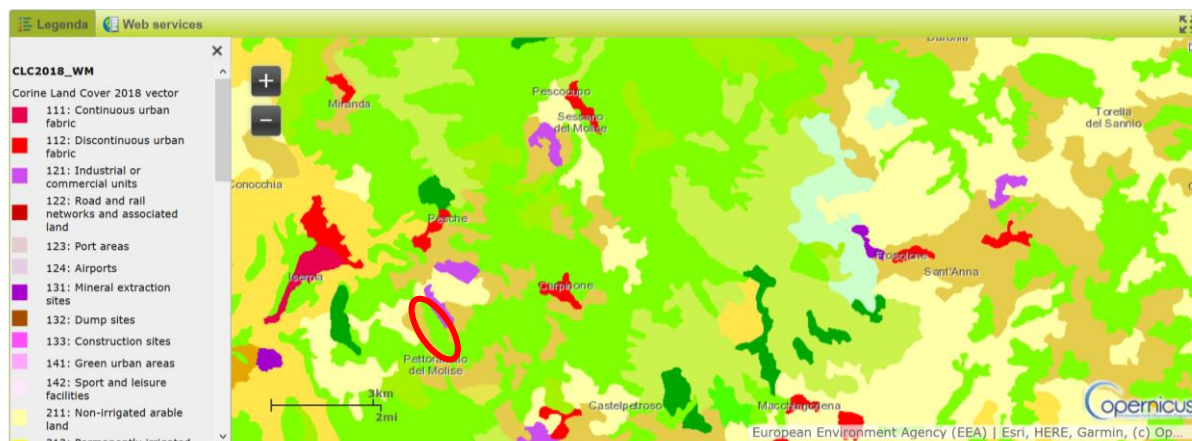 Legenda
Web services
CLC2018_WM
Corine Land Cover 2018 vector
111: Continuous urban
fabric
112: Discontinuous urban
fabric
121: Industrial or
commercial units
122: Road and rail
networks and associated
land
123: Port areas
124: Airports
131: Mineral extraction
sites
132: Dump sites
133: Construction sites
141: Green urban areas
142: Sport and leisure
facilities
211: Non-irrigated arable
land
+
−
Miranda
Pescocupo
Sessano
del Molise
Torella
del Sannio
Conocchia
Pesche
Isernia
Carpinone
Frosolone
Sant'Anna
del Molise
3km
2mi
Castelpetroso
Macchiagodena
opernicus
European Environment Agency (EEA) | Esri, HERE, Garmin, (c) Op...